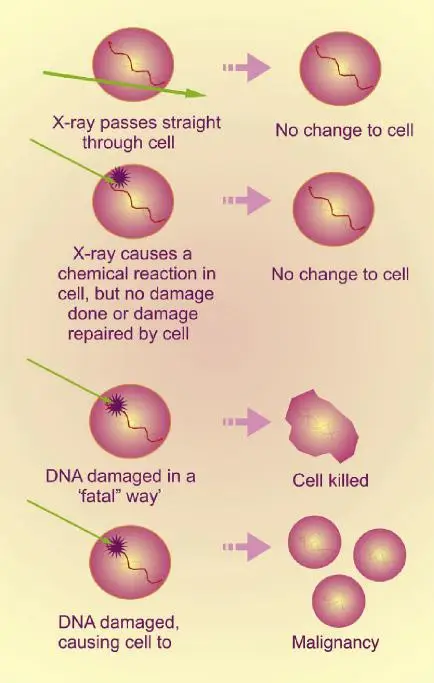 X-ray passes straight
through cell
No change to cell
X-ray causes a
chemical reaction in
cell, but no damage
done or damage
repaired by cell
No change to cell
DNA damaged in a
‘fatal” way’
Cell killed
DNA damaged,
causing cell to
Malignancy